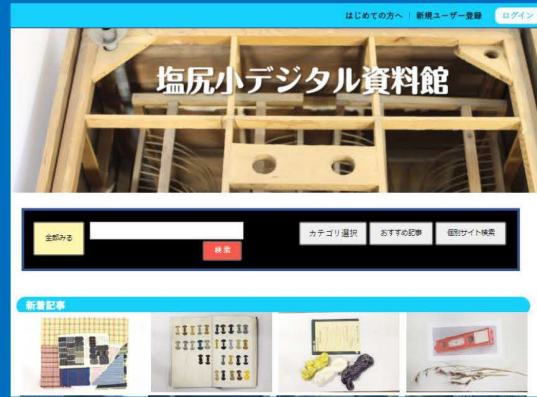 はじめての方へ | 新規ユーザー登録 ログイン
塩尻小デジタル資料館
全部みる
検索
カテゴリ選択 おすすめ記事 個別サイト検索
新着記事